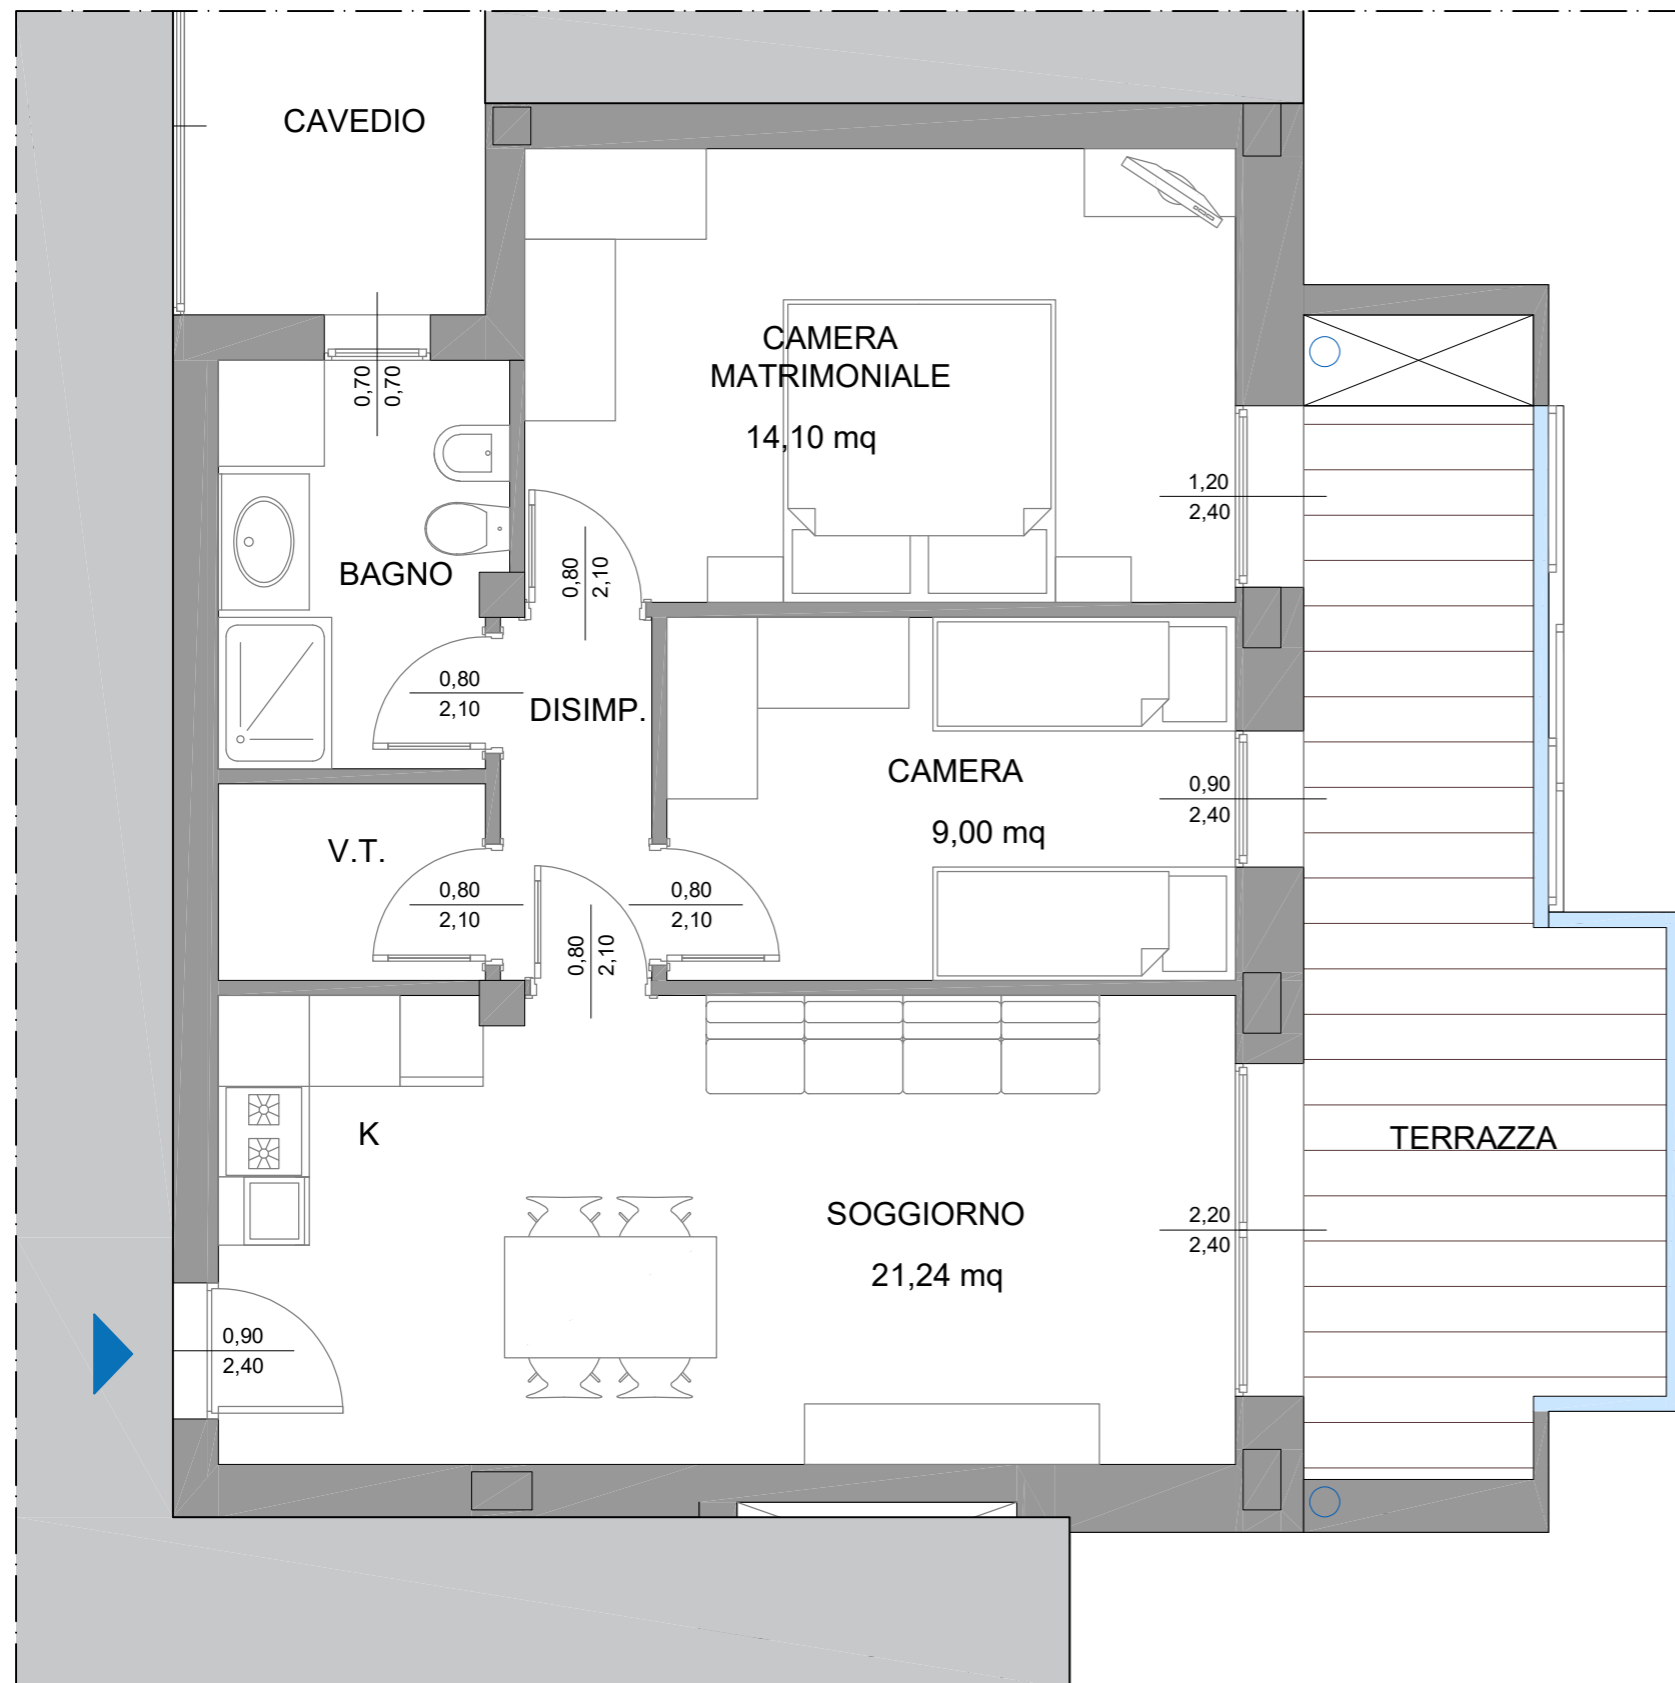 CAVEDIO
CAMERA
MATRIMONIALE
14,10 mq
0,70
0,70
1,20
2,40
BAGNO
0,80
2,10
0,80
2,10
DISIMP.
CAMERA
9,00 mq
0,90
2,40
V.T.
0,80
2,10
0,80
2,10
0,80
2,10
K
TERRAZZA
SOGGIORNO
21,24 mq
2,20
2,40
0,90
2,40